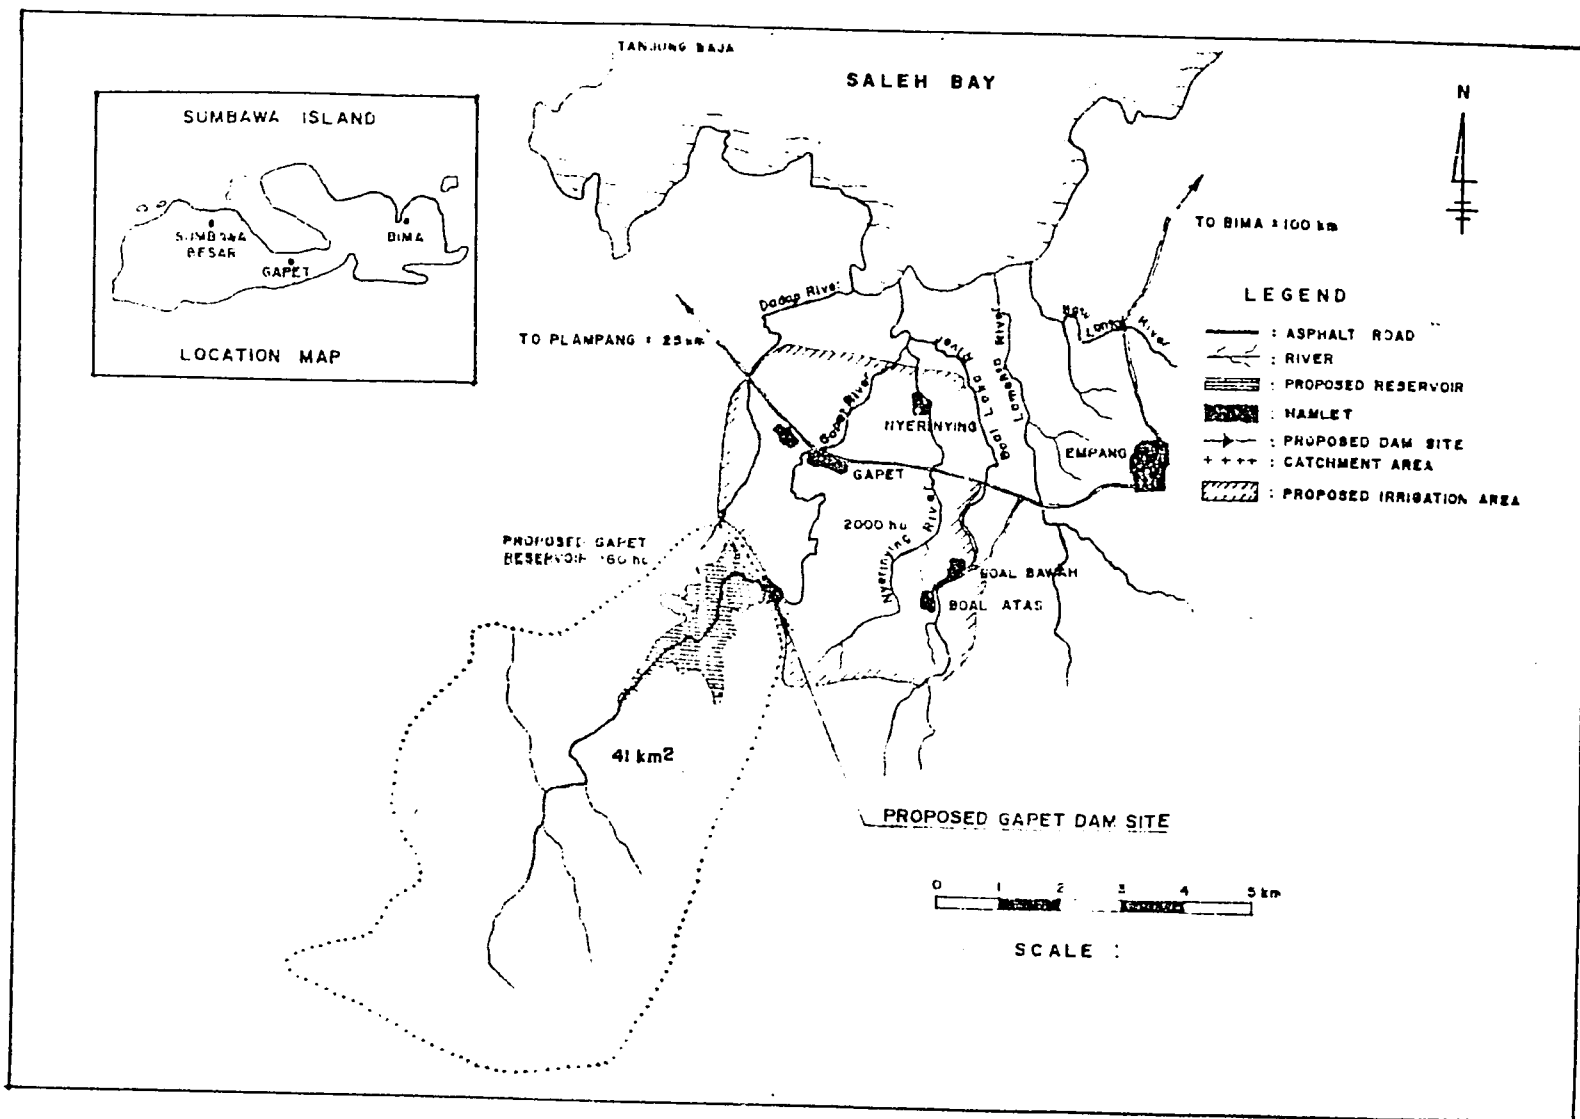 TANJUNG BAJA
SALEH BAY
SUMBAWA ISLAND
SUMBAWA
BESAR
BIMA
GAPET
LOCATION MAP
N
TO BIMA ± 100 km
Dadap River
TO PLAMPANG ± 25 km
LEGEND
: ASPHALT ROAD
: RIVER
: PROPOSED RESERVOIR
: HAMLET
: PROPOSED DAM SITE
: CATCHMENT AREA
: PROPOSED IRRIGATION AREA
River
Gapet River
NYERINYING
Boal Loka River
Lamenta River
EMPANG
GAPET
2000 ha
Nyerinying River
PROPOSED GAPET
RESERVOIR
BOAL BAWAH
BOAL ATAS
41 km2
PROPOSED GAPET DAM SITE
0 1 2 3 4 5 km
SCALE :